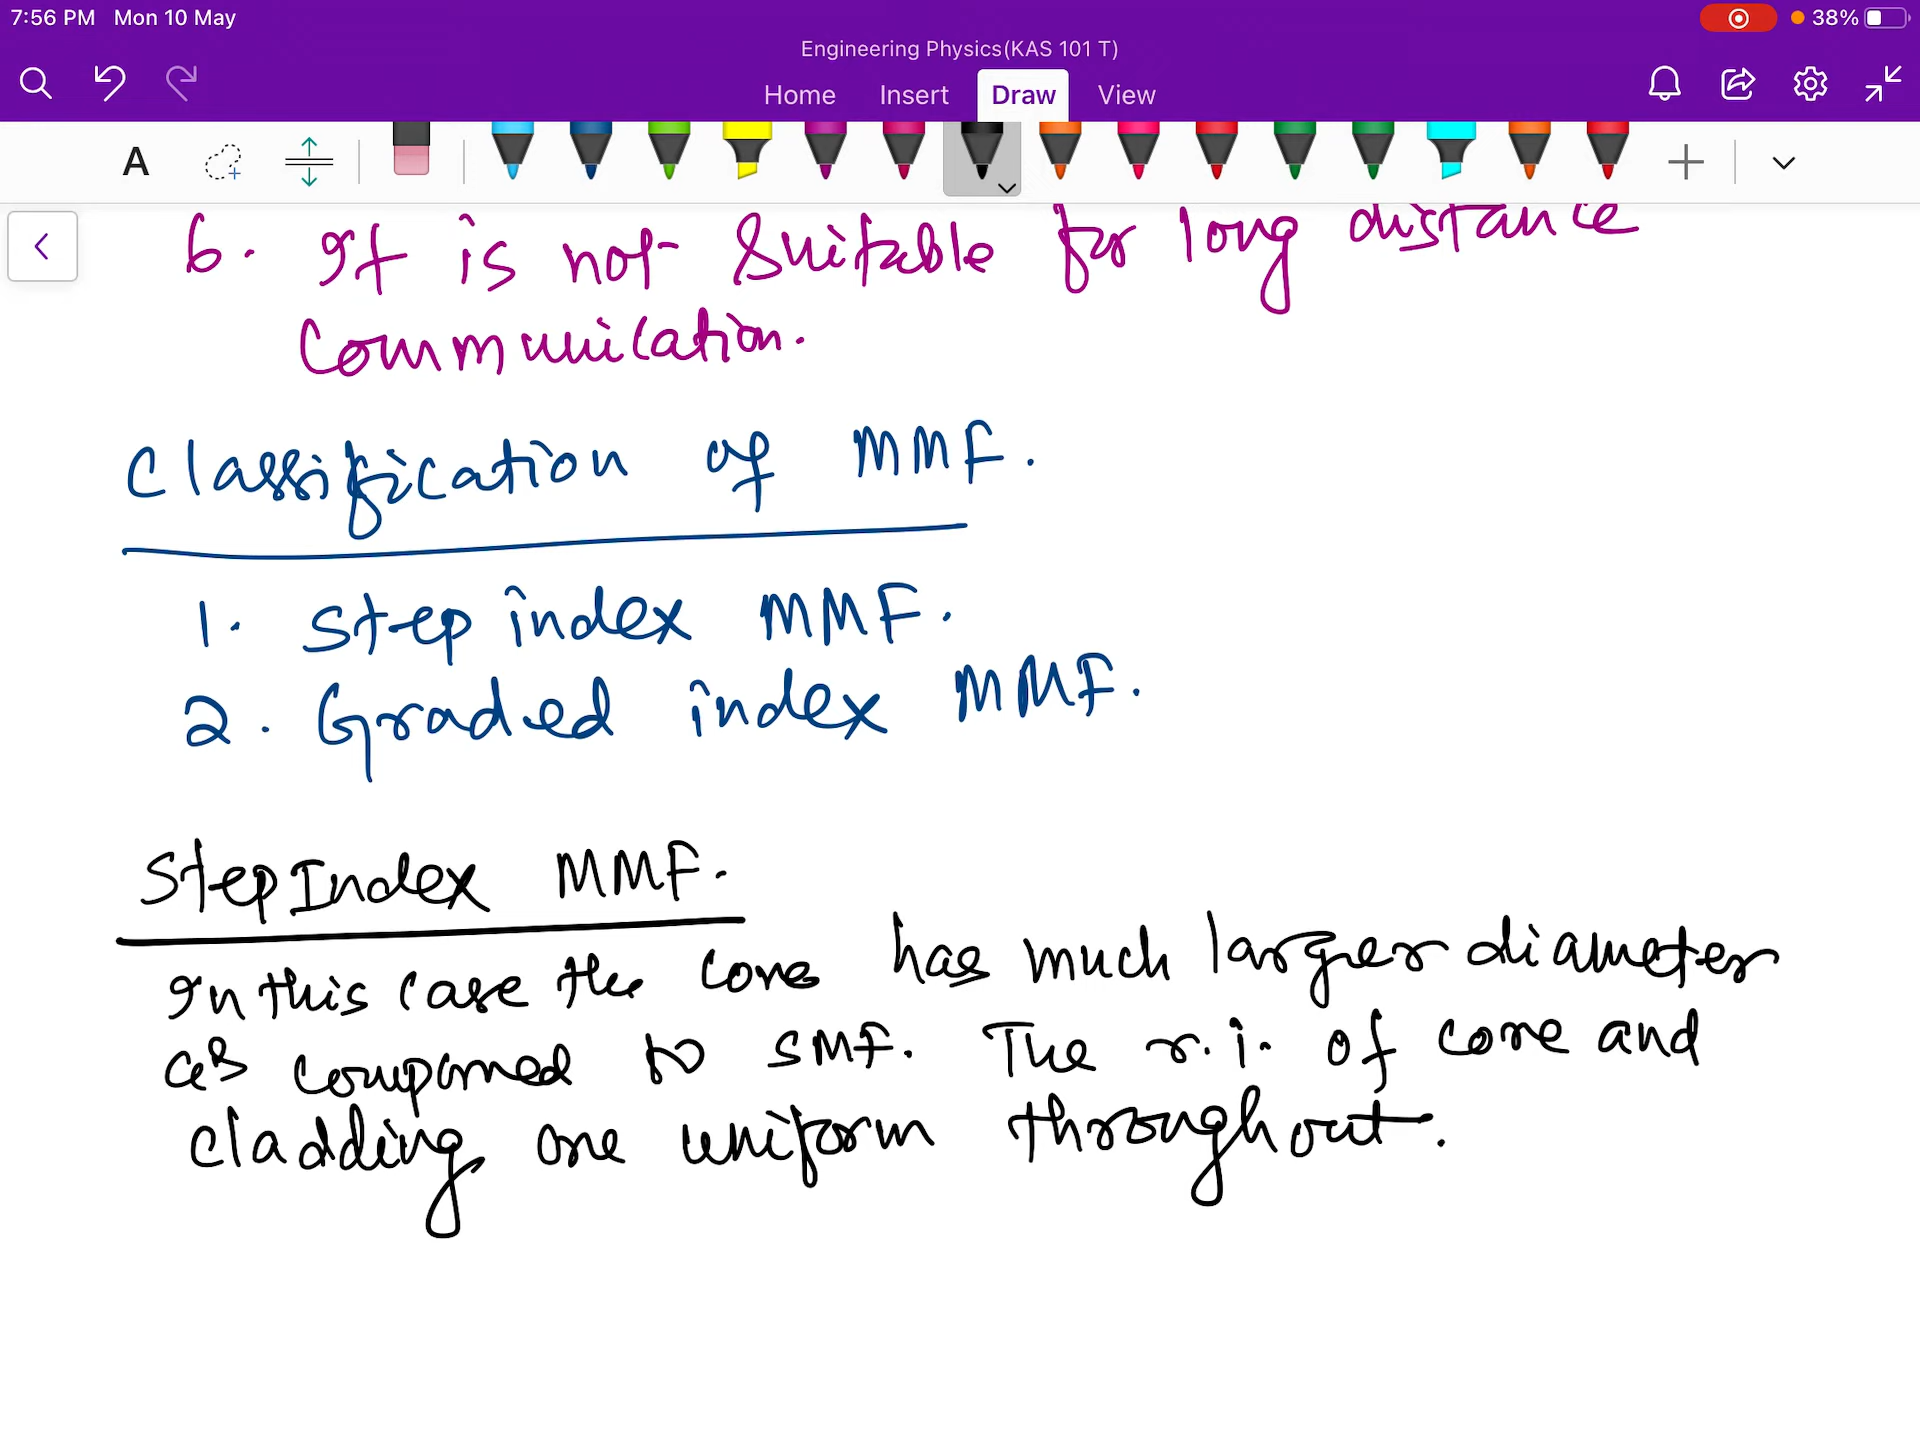 7:56 PM Mon 10 May
38%
Engineering Physics(KAS 101 T)
Home Insert Draw View
A
6. It is not suitable for long distance
Communication.
Classification of MMF.
1. Step index MMF.
2. Graded index MMF.
Step Index MMF.
In this case the core has much larger diameter
as compared to SMF. The r.i. of core and
cladding are uniform throughout.